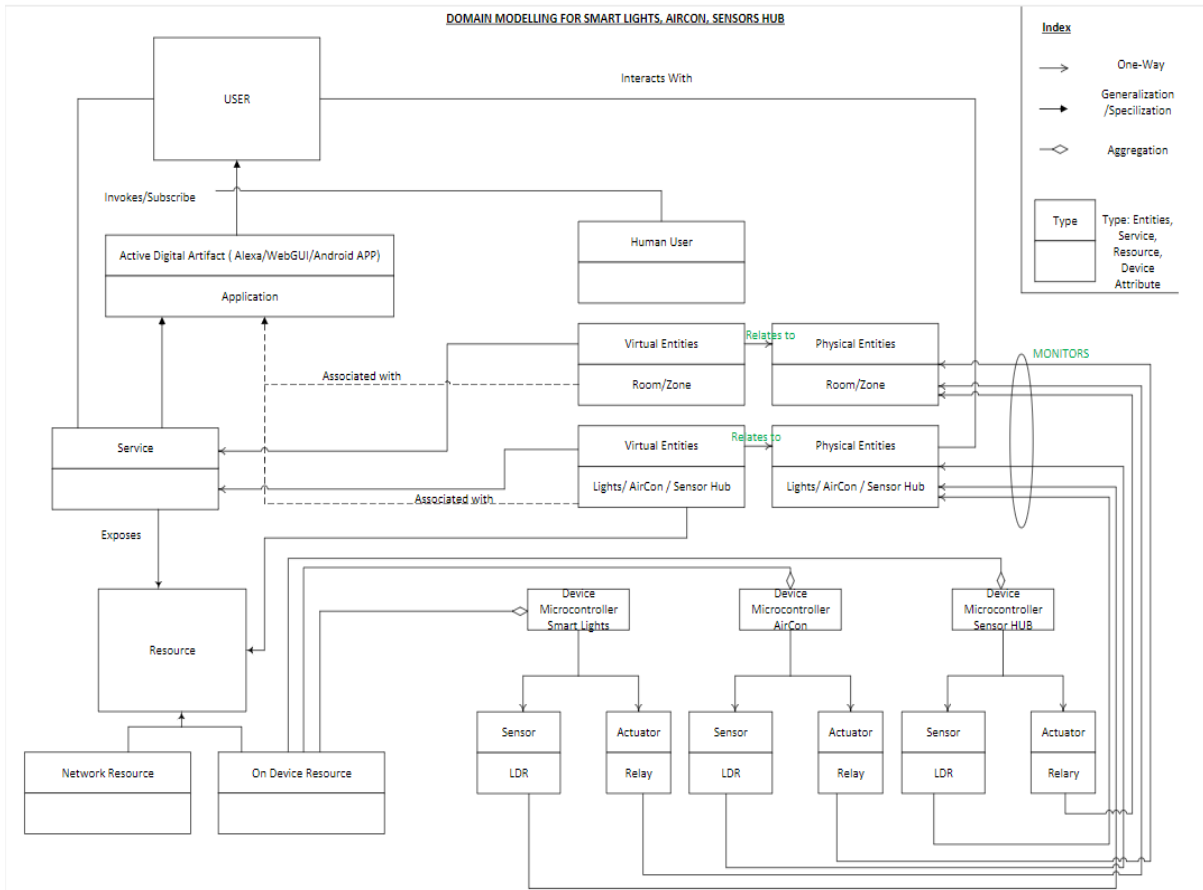 DOMAIN MODELLING FOR SMART LIGHTS, AIRCON, SENSORS HUB
Index
One-Way
Generalization
/Specilization
Aggregation
Type
Type: Entities,
Service,
Resource,
Device
Attribute
USER
Interacts With
Invokes/Subscribe
Active Digital Artifact ( Alexa/WebGUI/Android APP)
Application
Human User
Virtual Entities
Room/Zone
Relates to
Physical Entities
Room/Zone
MONITORS
Associated with
Service
Virtual Entities
Lights/ AirCon / Sensor Hub
Relates to
Physical Entities
Lights/ AirCon / Sensor Hub
Associated with
Exposes
Resource
Device
Microcontroller
Smart Lights
Device
Microcontroller
AirCon
Device
Microcontroller
Sensor HUB
Sensor
LDR
Actuator
Relay
Sensor
LDR
Actuator
Relay
Sensor
LDR
Actuator
Relary
Network Resource
On Device Resource